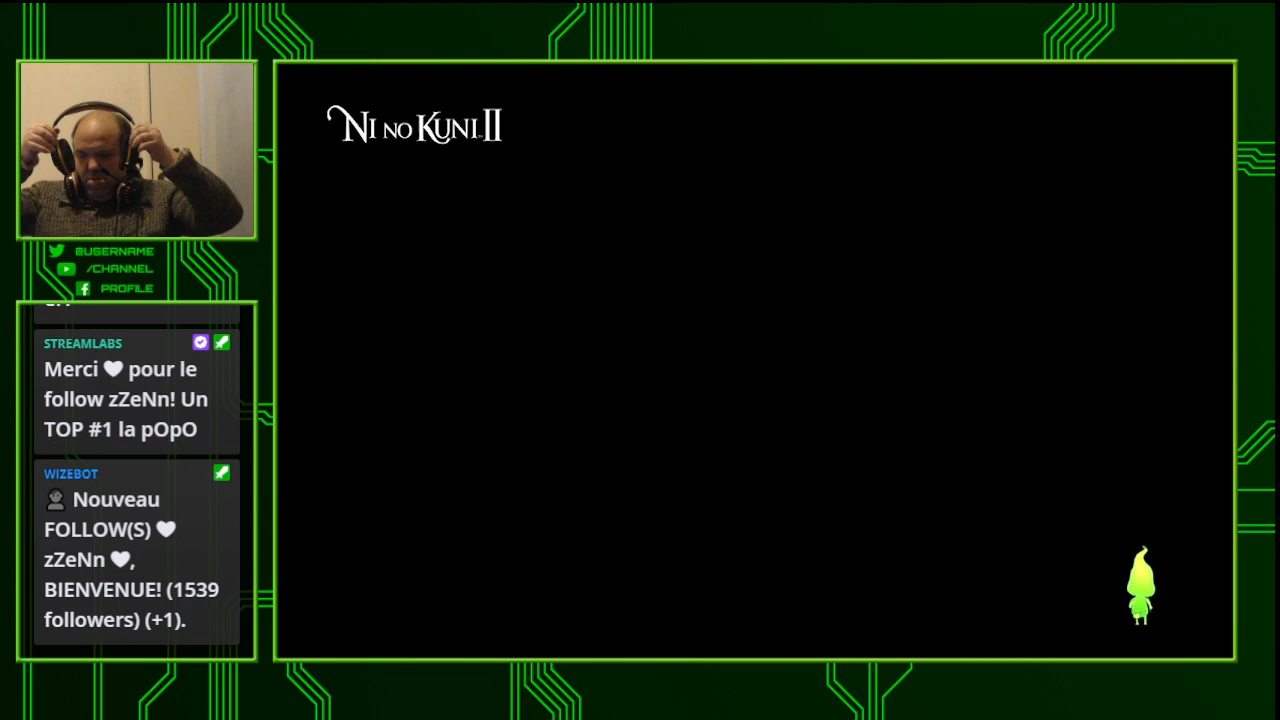 NI NO KUNI II
@USERNAME
/CHANNEL
PROFILE
STREAMLABS
Merci 🤍 pour le
follow zZeNn! Un
TOP #1 la pOpO
WIZEBOT
Nouveau
FOLLOW(S) 🤍
zZeNn 🤍,
BIENVENUE! (1539
followers) (+1).